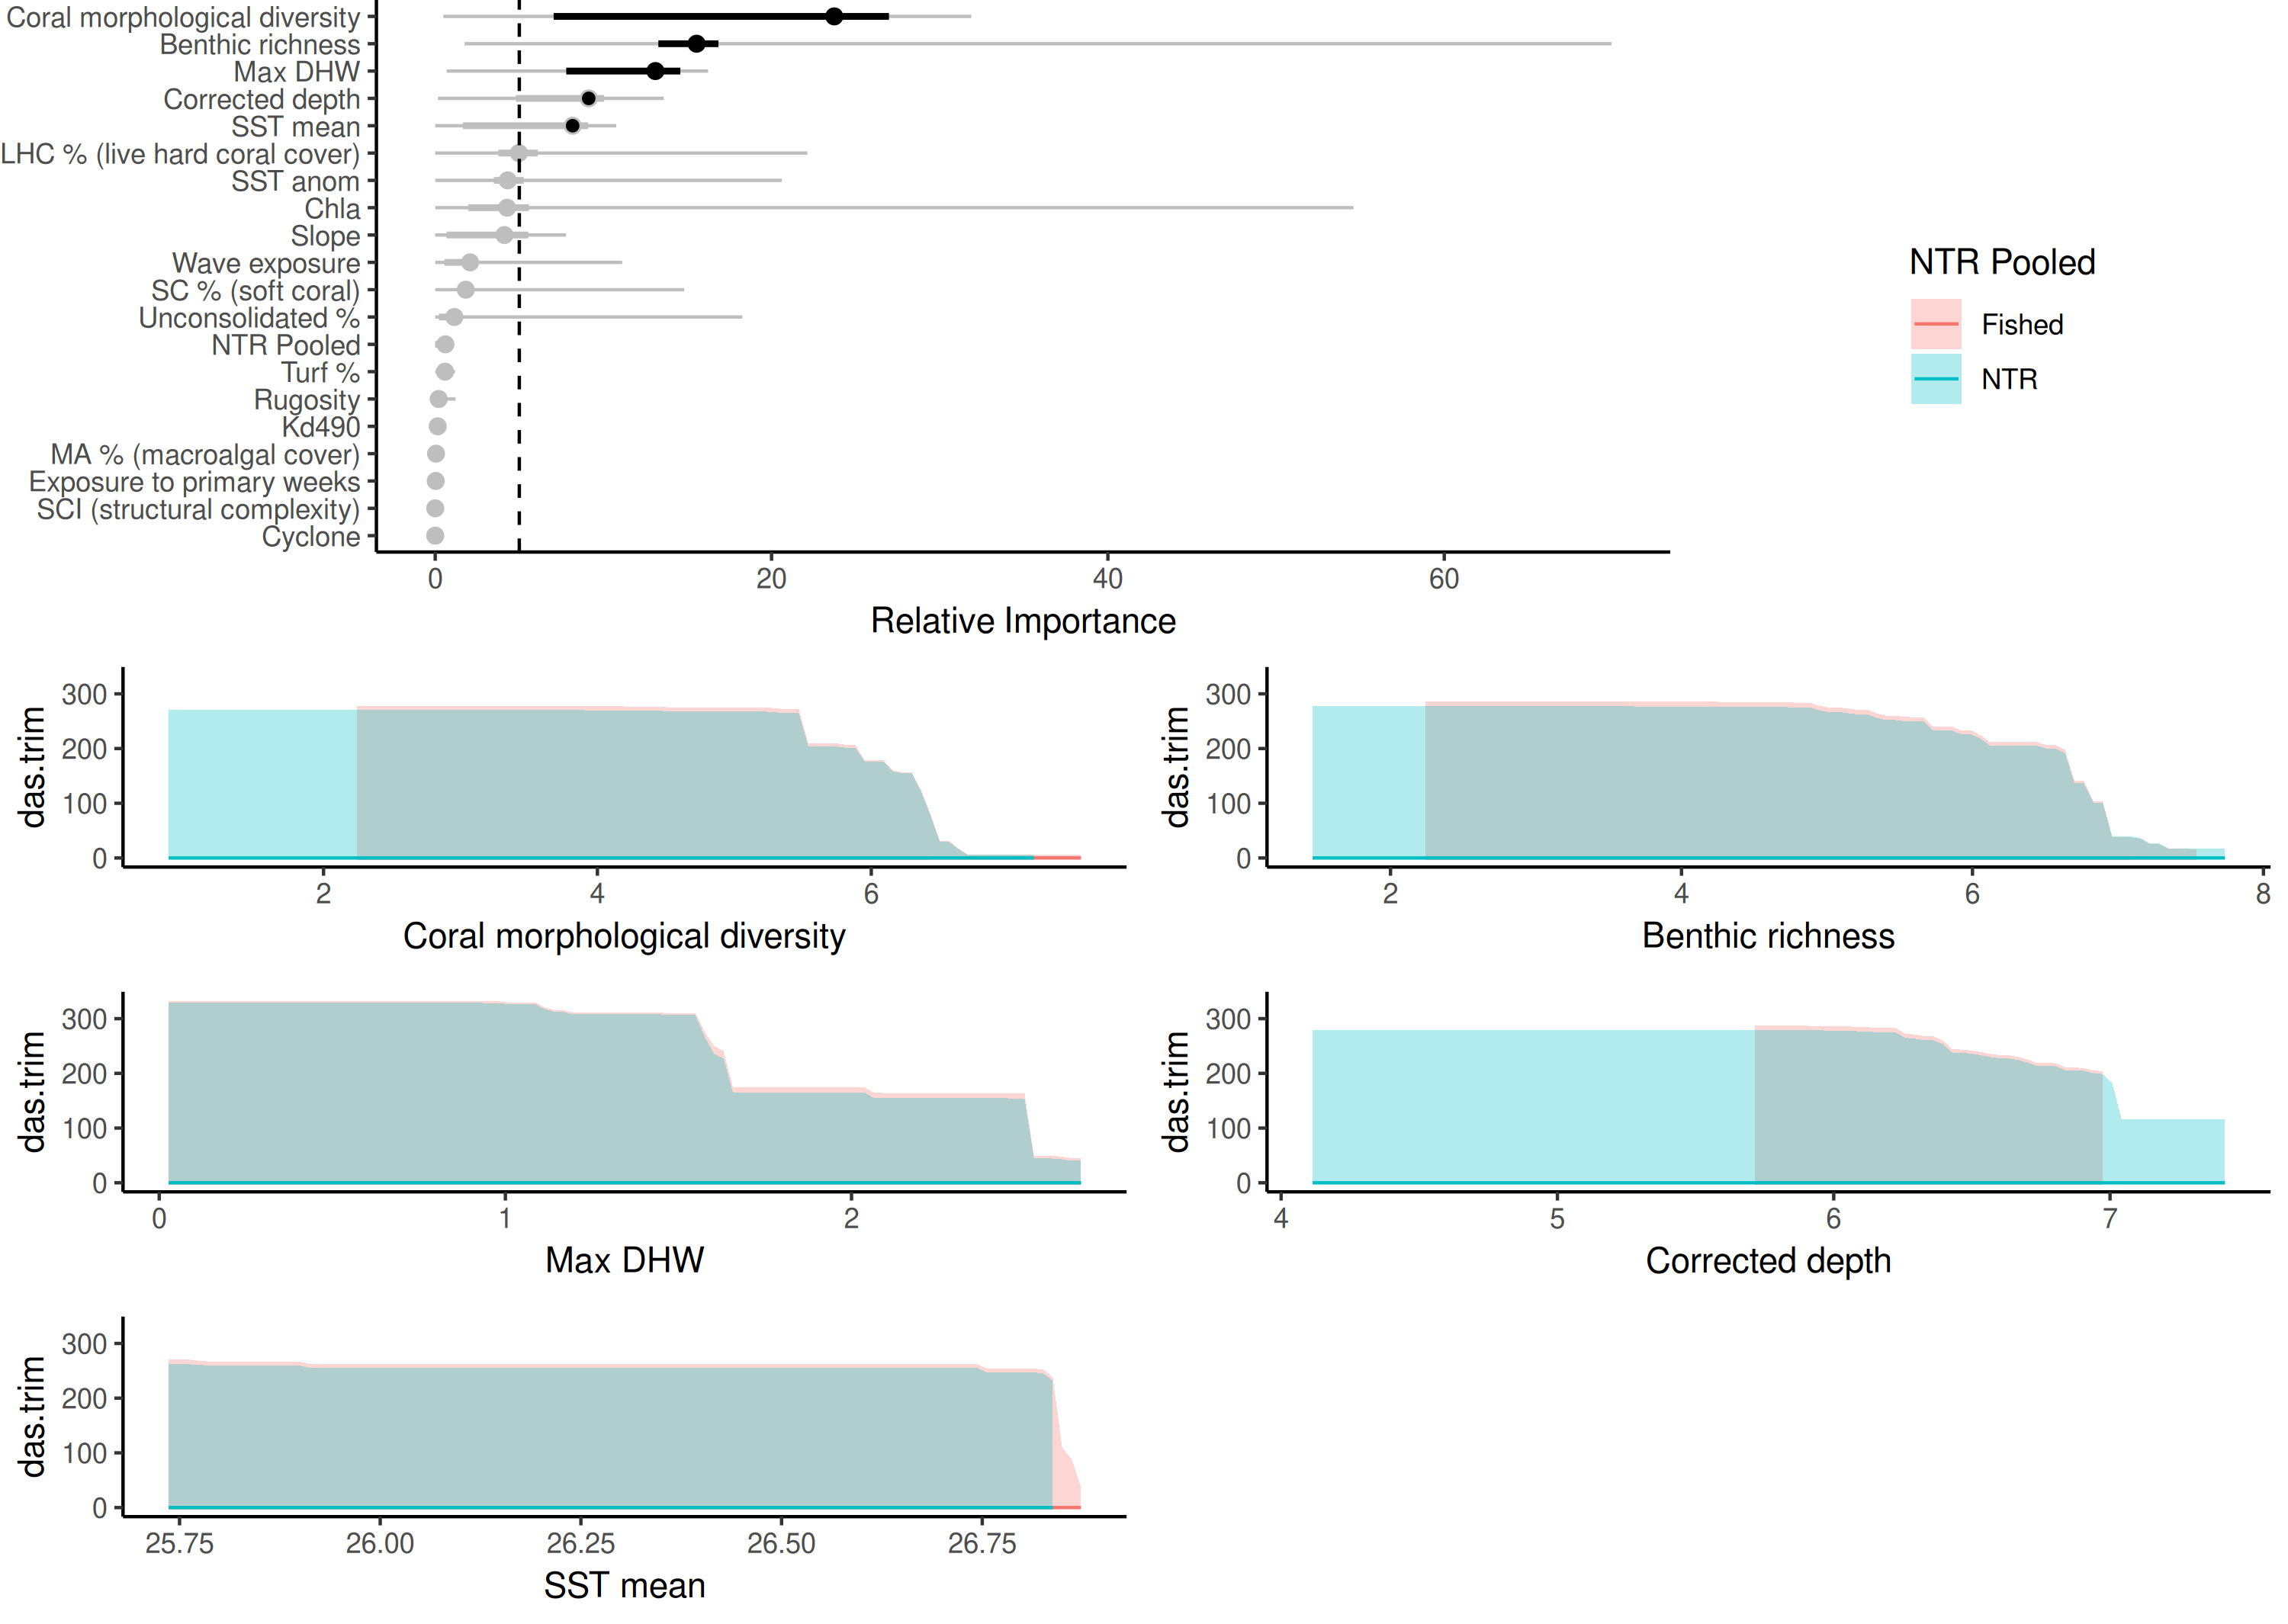 Coral morphological diversity
Benthic richness
Max DHW
Corrected depth
SST mean
LHC % (live hard coral cover)
SST anom
Chla
Slope
Wave exposure
SC % (soft coral)
Unconsolidated %
NTR Pooled
Turf %
Rugosity
Kd490
MA % (macroalgal cover)
Exposure to primary weeks
SCI (structural complexity)
Cyclone
0 20 40 60
Relative Importance
NTR Pooled
Fished
NTR
das.trim
300
200
100
0
2 4 6
Coral morphological diversity
das.trim
300
200
100
0
2 4 6 8
Benthic richness
das.trim
300
200
100
0
0 1 2
Max DHW
das.trim
300
200
100
0
4 5 6 7
Corrected depth
das.trim
300
200
100
0
25.75 26.00 26.25 26.50 26.75
SST mean